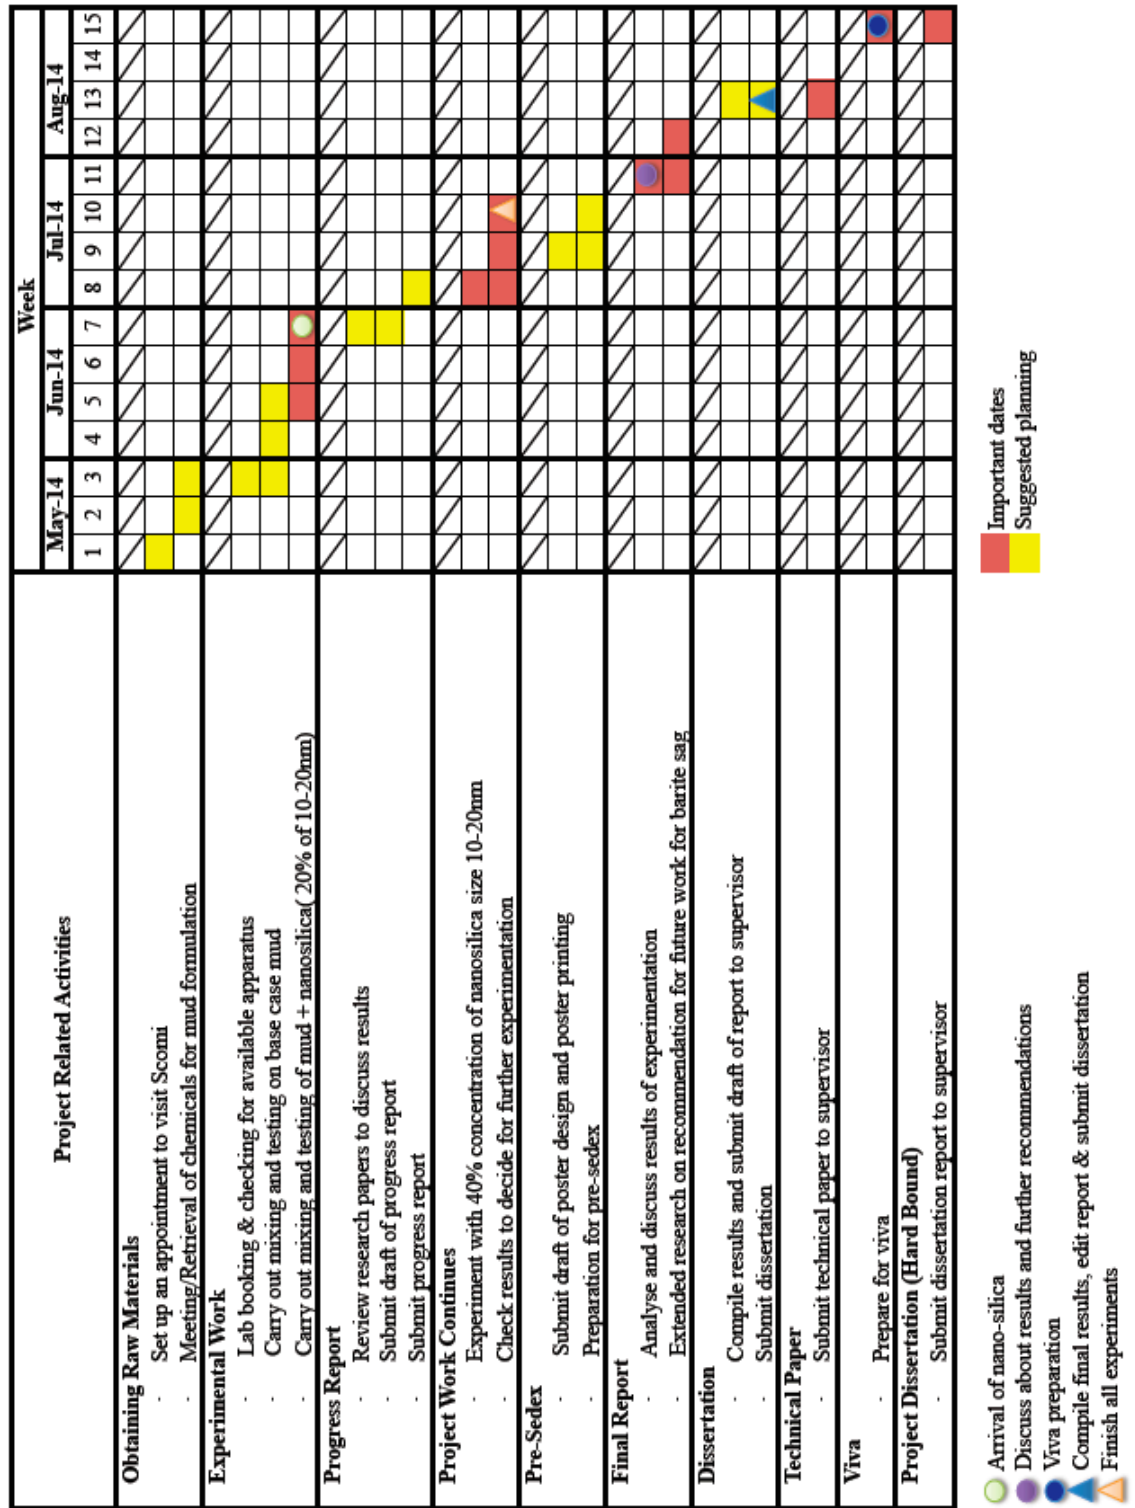 Project Related Activities
Week
May-14 Jun-14 Jul-14 Aug-14
1 2 3 4 5 6 7 8 9 10 11 12 13 14 15
Obtaining Raw Materials
- Set up an appointment to visit Scomi
- Meeting/Retrieval of chemicals for mud formulation
Experimental Work
- Lab booking & checking for available apparatus
- Carry out mixing and testing on base case mud
- Carry out mixing and testing of mud + nanosilica( 20% of 10-20nm)
Progress Report
- Review research papers to discuss results
- Submit draft of progress report
- Submit progress report
Project Work Continues
- Experiment with 40% concentration of nanosilica size 10-20nm
- Check results to decide for further experimentation
Pre-Sedex
- Submit draft of poster design and poster printing
- Preparation for pre-sedex
Final Report
- Analyse and discuss results of experimentation
- Extended research on recommendation for future work for barite sag
Dissertation
- Compile results and submit draft of report to supervisor
- Submit dissertation
Technical Paper
- Submit technical paper to supervisor
Viva
- Prepare for viva
Project Dissertation (Hard Bound)
- Submit dissertation report to supervisor
Arrival of nano-silica
Discuss about results and further recommendations
Viva preparation
Compile final results, edit report & submit dissertation
Finish all experiments
Important dates
Suggested planning